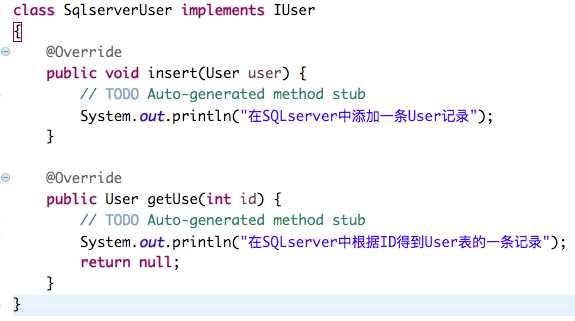 class SqlserverUser implements IUser
{
@Override
public void insert(User user) {
// TODO Auto-generated method stub
System.out.println("在SQLserver中添加一条User记录");
}
@Override
public User getUse(int id) {
// TODO Auto-generated method stub
System.out.println("在SQLserver中根据ID得到User表的一条记录");
return null;
}
}